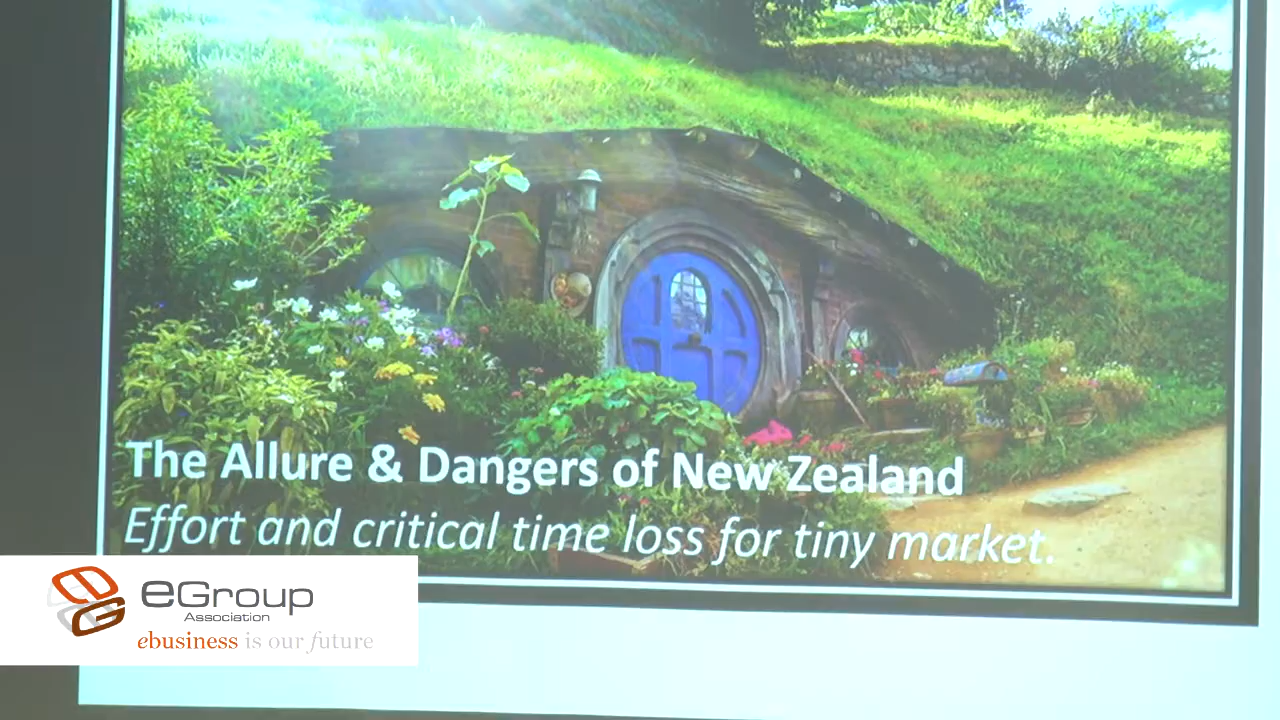 The Allure & Dangers of New Zealand
Effort and critical time loss for tiny market.
eGroup
Association
ebusiness is our future